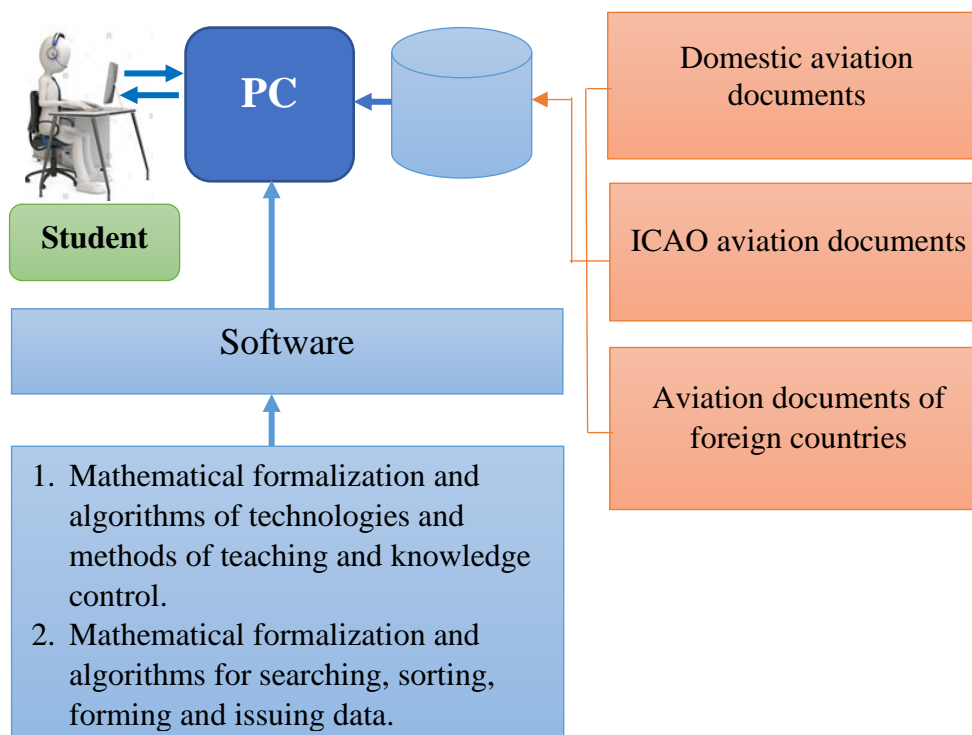 PC
Domestic aviation
documents
Student
ICAO aviation documents
Software
Aviation documents of
foreign countries
1. Mathematical formalization and
algorithms of technologies and
methods of teaching and knowledge
control.
2. Mathematical formalization and
algorithms for searching, sorting,
forming and issuing data.